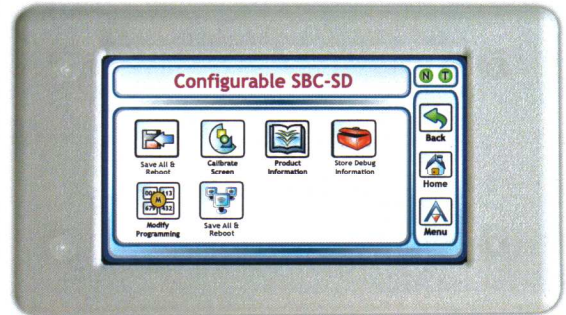 Configurable SBC-SD
N T
Save All &
Reboot
Calibrate
Screen
Product
Information
Store Debug
Information
Back
Home
Modify
Programming
Save All &
Reboot
Menu